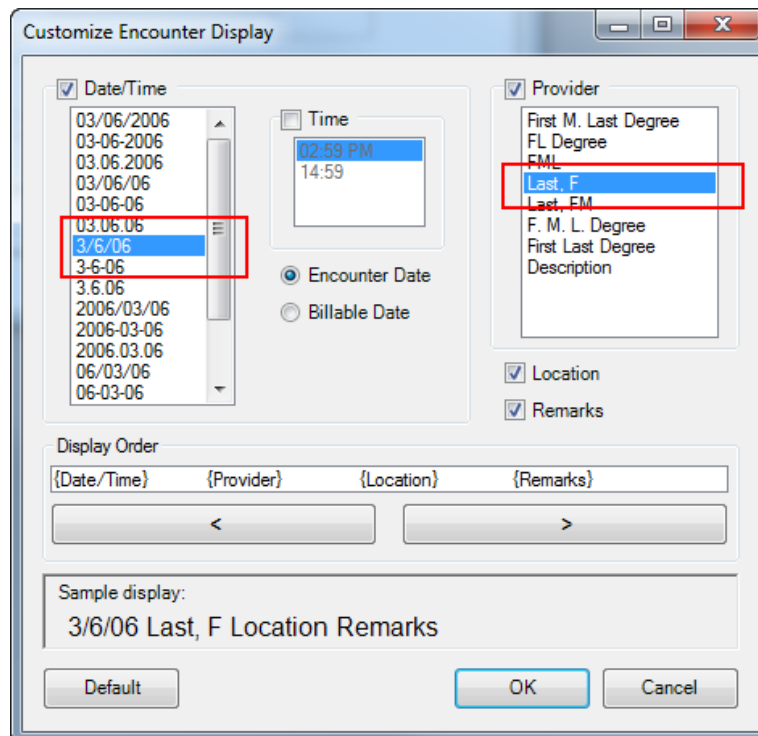 Customize Encounter Display
Date/Time
03/06/2006
03-06-2006
03.06.2006
03/06/06
03-06-06
03.06.06
3/6/06
3-6-06
3.6.06
2006/03/06
2006-03-06
2006.03.06
06/03/06
06-03-06
Time
02:59 PM
14:59
Encounter Date
Billable Date
Provider
First M. Last Degree
FL Degree
FML
Last, F
Last, FM
F. M. L. Degree
First Last Degree
Description
Location
Remarks
Display Order
{Date/Time} {Provider} {Location} {Remarks}
< >
Sample display:
3/6/06 Last, F Location Remarks
Default OK Cancel